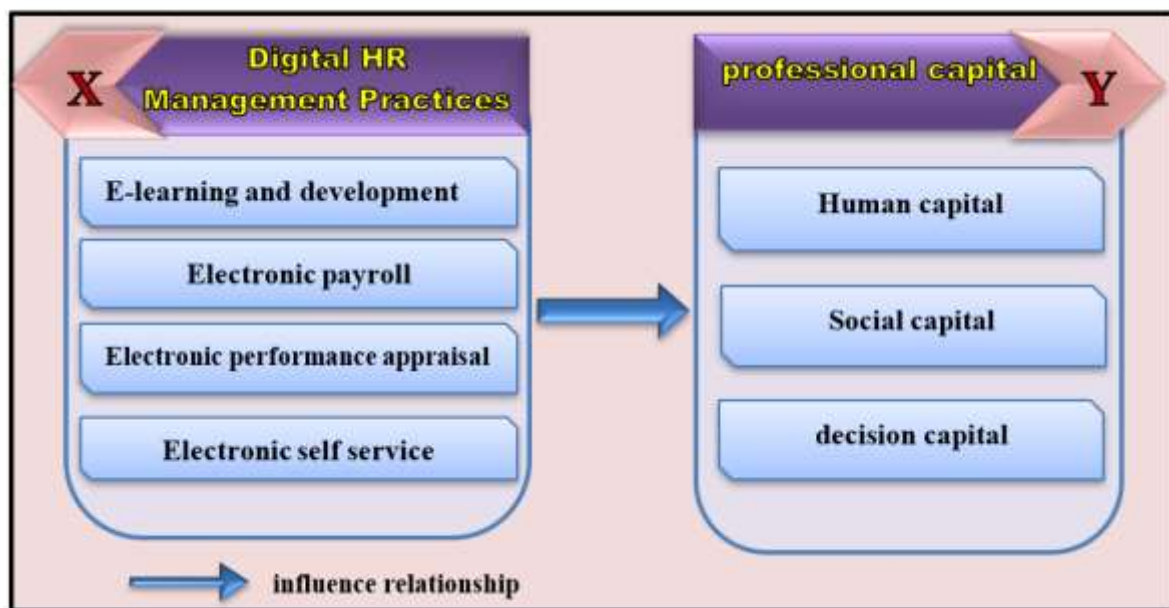 X
Digital HR
Management Practices
E-learning and development
Electronic payroll
Electronic performance appraisal
Electronic self service
professional capital
Y
Human capital
Social capital
decision capital
influence relationship